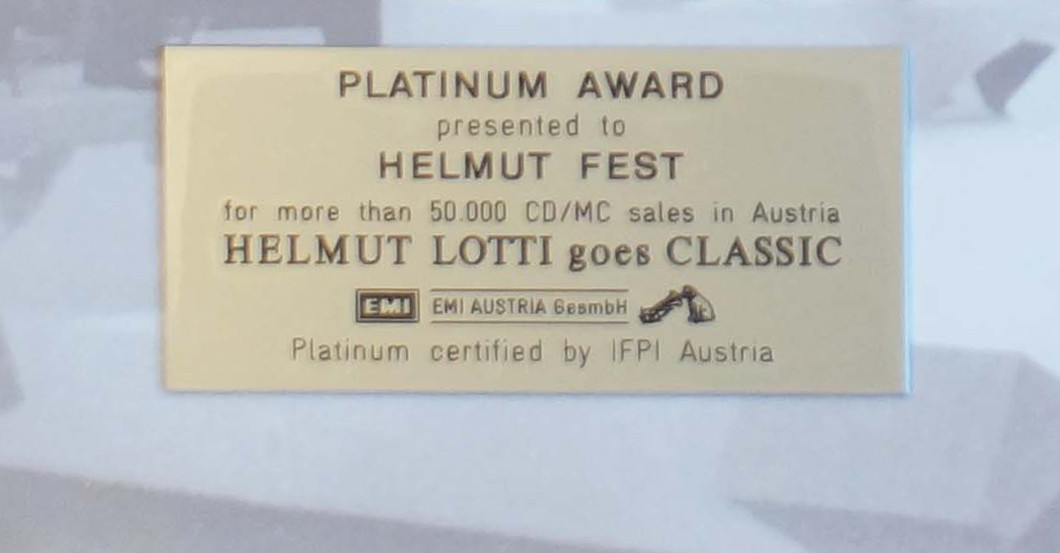 PLATINUM AWARD
presented to
HELMUT FEST
for more than 50.000 CD/MC sales in Austria
HELMUT LOTTI goes CLASSIC
EMI EMI AUSTRIA GesmbH
Platinum certified by IFPI Austria